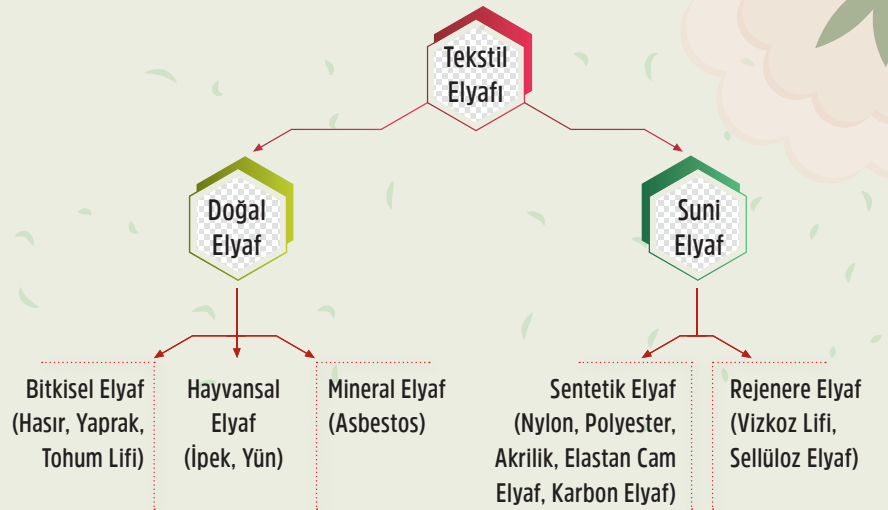 Tekstil
Elyafı
Doğal
Elyaf
Suni
Elyaf
Bitkisel Elyaf
(Hasır, Yaprak,
Tohum Lifi)
Hayvansal
Elyaf
(İpek, Yün)
Mineral Elyaf
(Asbestos)
Sentetik Elyaf
(Nylon, Polyester,
Akrilik, Elastan Cam
Elyaf, Karbon Elyaf)
Rejenere Elyaf
(Vizkoz Lifi,
Sellüloz Elyaf)